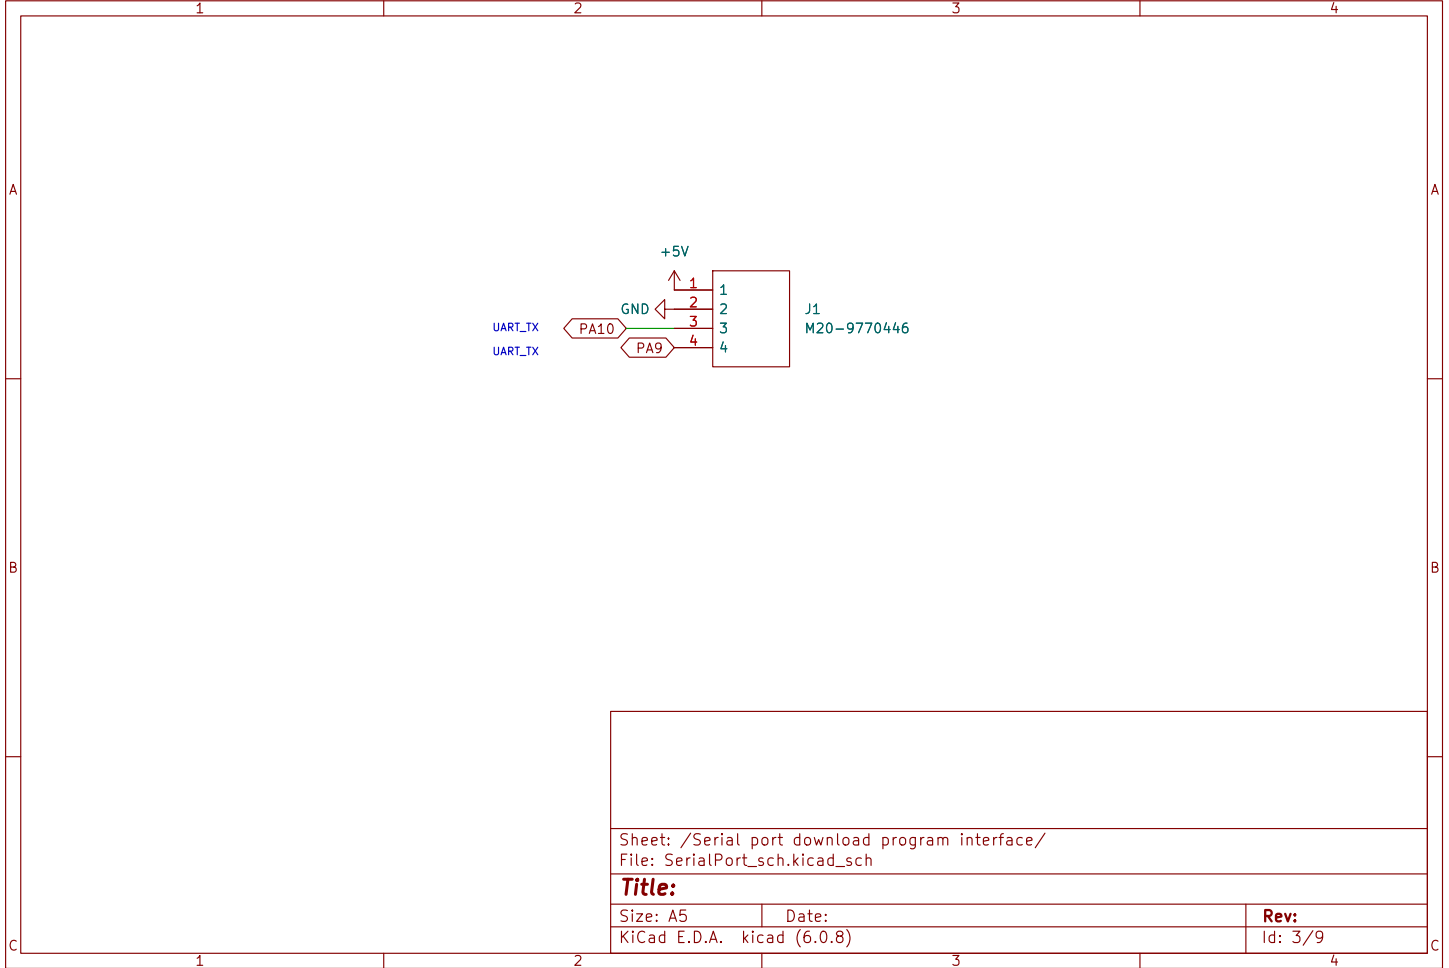 1 2 3 4
A A
+5V
1 1
GND 2 2 J1
UART_TX PA10 3 3 M20-9770446
UART_TX PA9 4 4
B B
Sheet: /Serial port download program interface/
File: SerialPort_sch.kicad_sch
Title:
Size: A5 Date: Rev:
KiCad E.D.A. kicad (6.0.8) Id: 3/9
C C
1 2 3 4